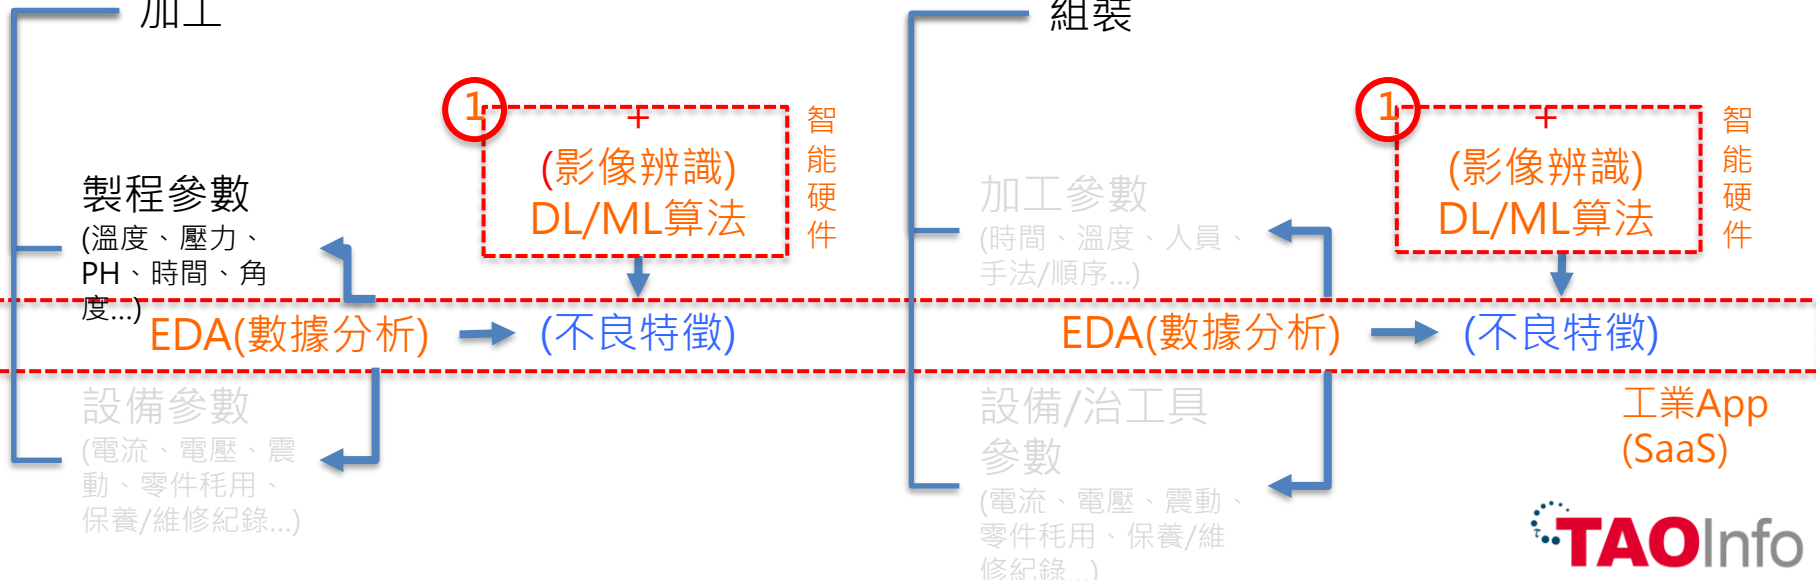 加工
1
+
(影像辨識)
DL/ML算法
智能硬件
製程參數
(溫度、壓力、
PH、時間、角
度...)
EDA(數據分析)
(不良特徵)
設備參數
(電流、電壓、震
動、零件耗用、
保養/維修紀錄...)
組裝
1
+
(影像辨識)
DL/ML算法
智能硬件
加工參數
(時間、溫度、人員、
手法/順序...)
EDA(數據分析)
(不良特徵)
設備/治工具
參數
(電流、電壓、震動、
零件耗用、保養/維
修紀錄...)
工業App
(SaaS)
TAOInfo